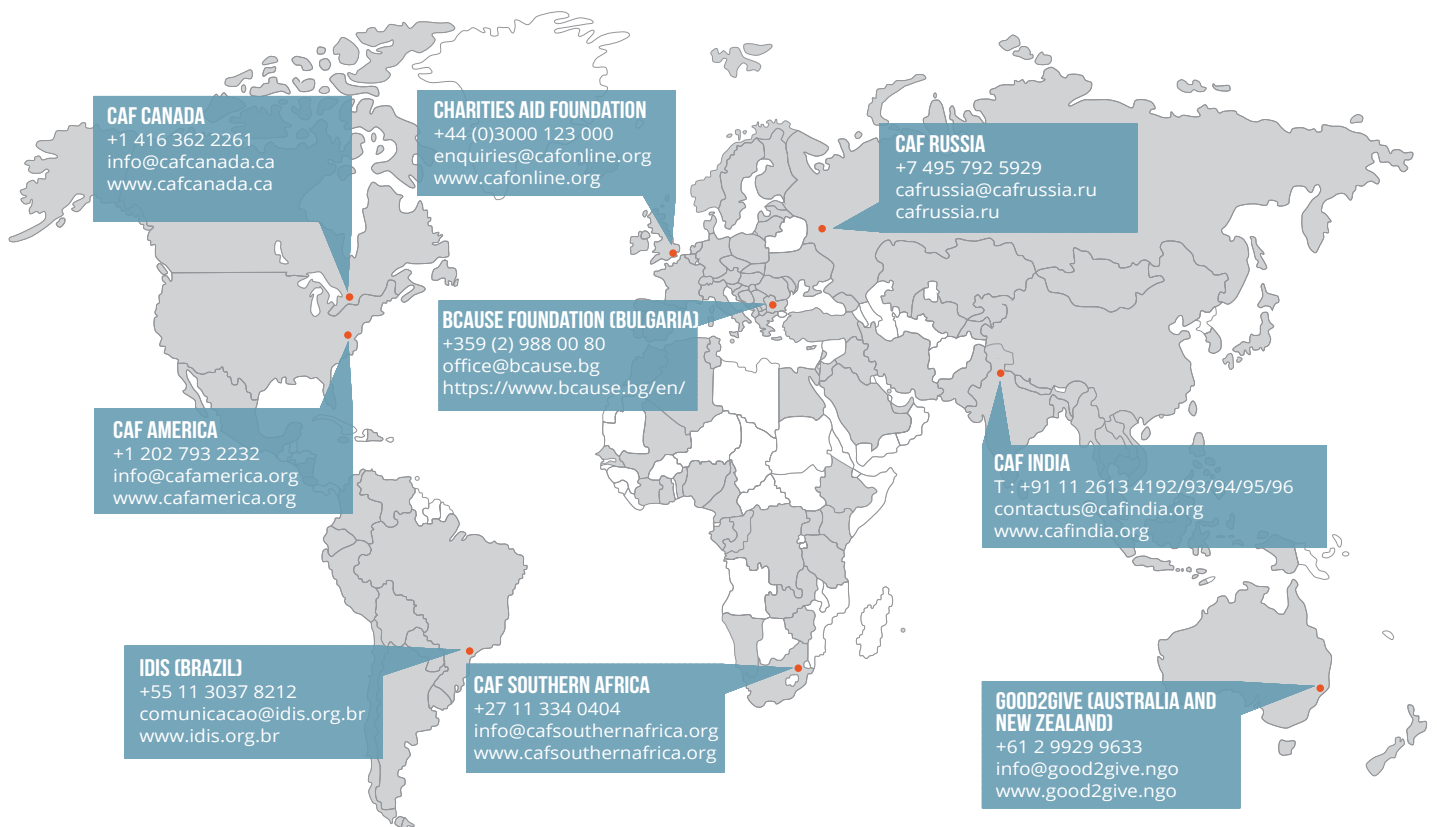 CAF CANADA
+1 416 362 2261
info@cafcanada.ca
www.cafcanada.ca
CHARITIES AID FOUNDATION
+44 (0)3000 123 000
enquiries@cafonline.org
www.cafonline.org
CAF RUSSIA
+7 495 792 5929
cafrussia@cafrussia.ru
cafrussia.ru
BCAUSE FOUNDATION (BULGARIA)
+359 (2) 988 00 80
office@bcause.bg
https://www.bcause.bg/en/
CAF AMERICA
+1 202 793 2232
info@cafamerica.org
www.cafamerica.org
CAF INDIA
T : +91 11 2613 4192/93/94/95/96
contactus@cafindia.org
www.cafindia.org
IDIS (BRAZIL)
+55 11 3037 8212
comunicacao@idis.org.br
www.idis.org.br
CAF SOUTHERN AFRICA
+27 11 334 0404
info@cafsouthernafrica.org
www.cafsouthernafrica.org
GOOD2GIVE (AUSTRALIA AND
NEW ZEALAND)
+61 2 9929 9633
info@good2give.ngo
www.good2give.ngo